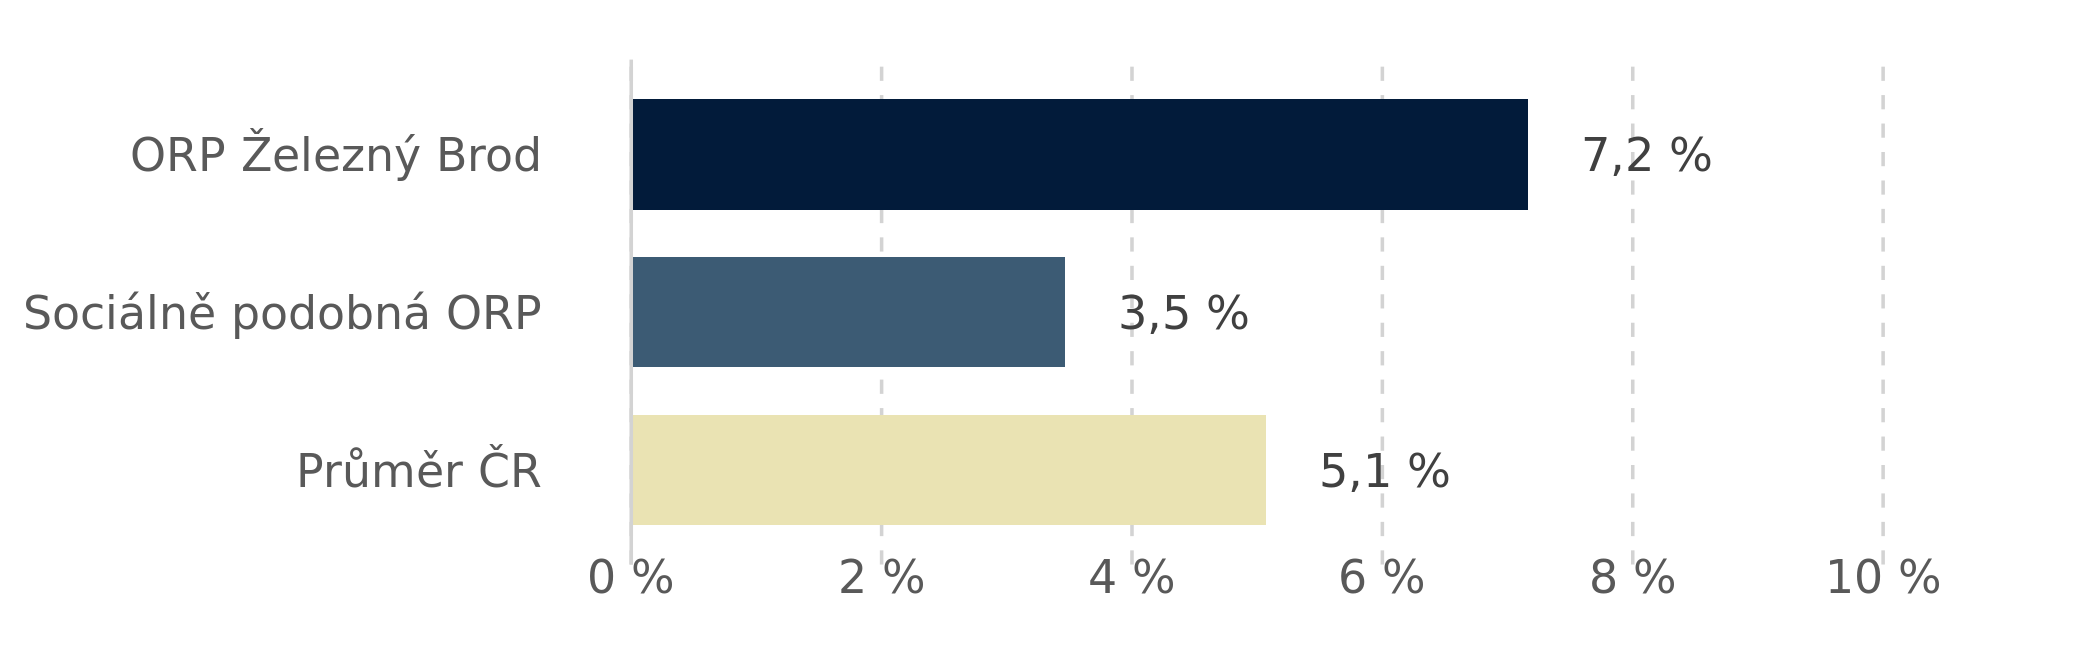 ORP Železný Brod
7,2 %
Sociálně podobná ORP
3,5 %
Průměr ČR
5,1 %
0 % 2 % 4 % 6 % 8 % 10 %